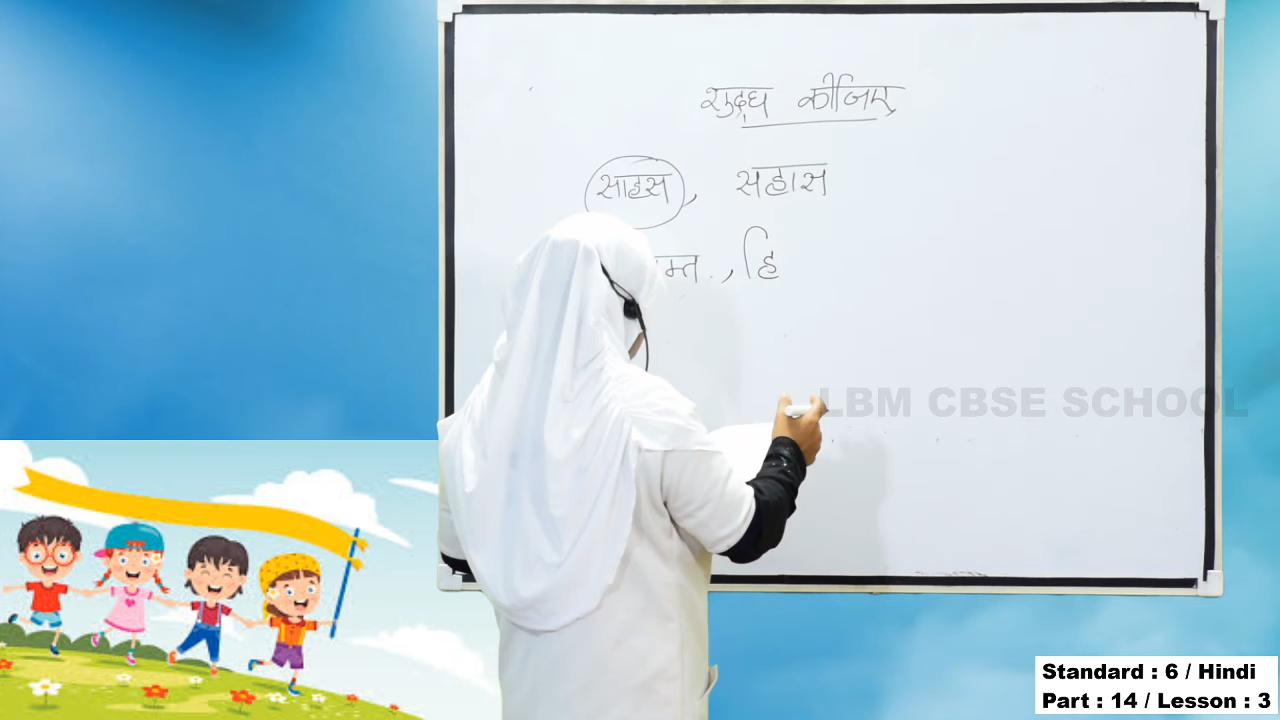 शुद्ध कीजिए
साहस, सहास
म्त . , हि
LBM CBSE SCHOOL
Standard : 6 / Hindi
Part : 14 / Lesson : 3